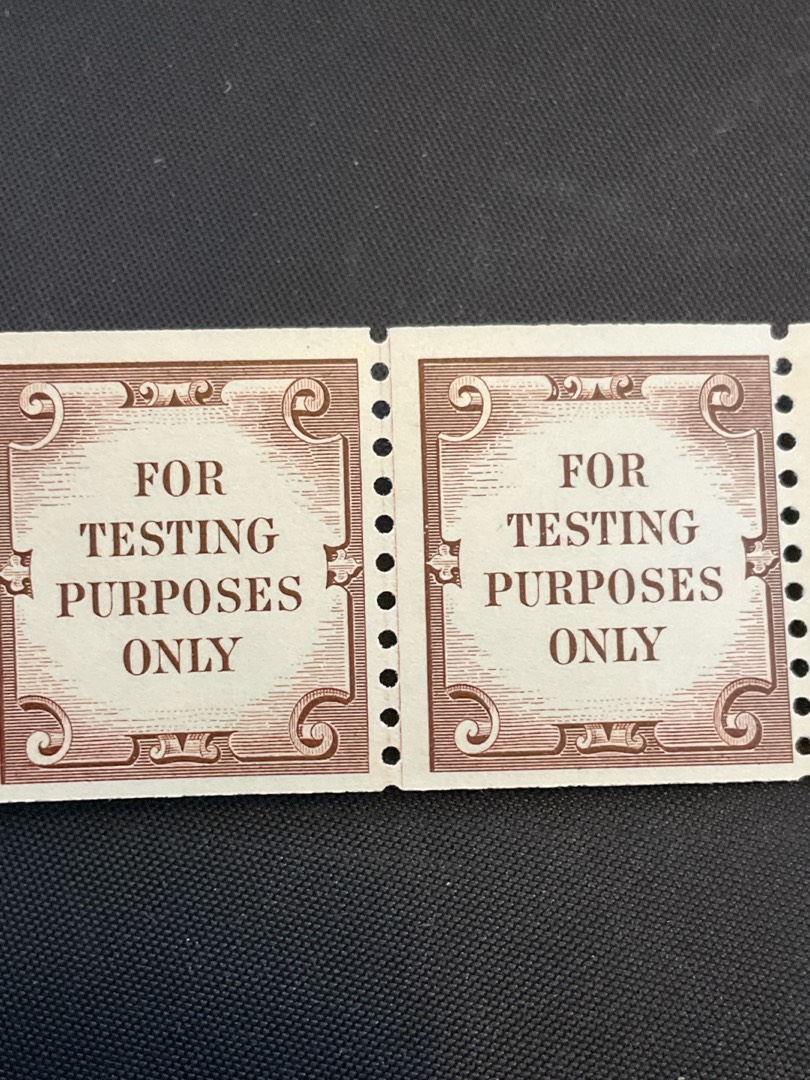 FOR
TESTING
PURPOSES
ONLY
FOR
TESTING
PURPOSES
ONLY